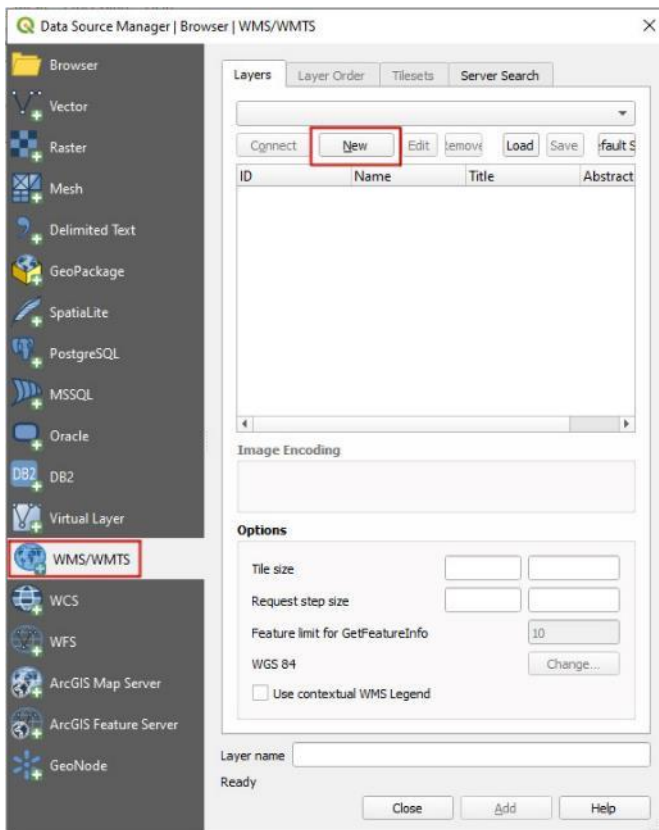 Data Source Manager | Browser | WMS/WMTS
Browser
Vector
Raster
Mesh
Delimited Text
GeoPackage
SpatiaLite
PostgreSQL
MSSQL
Oracle
DB2 DB2
Virtual Layer
WMS/WMTS
WCS
WFS
ArcGIS Map Server
ArcGIS Feature Server
GeoNode
Layers Layer Order Tilesets Server Search
Connect New Edit Remove Load Save fault S
ID Name Title Abstract
Image Encoding
Options
Tile size
Request step size
Feature limit for GetFeatureInfo 10
WGS 84 Change...
Use contextual WMS Legend
Layer name
Ready
Close Add Help